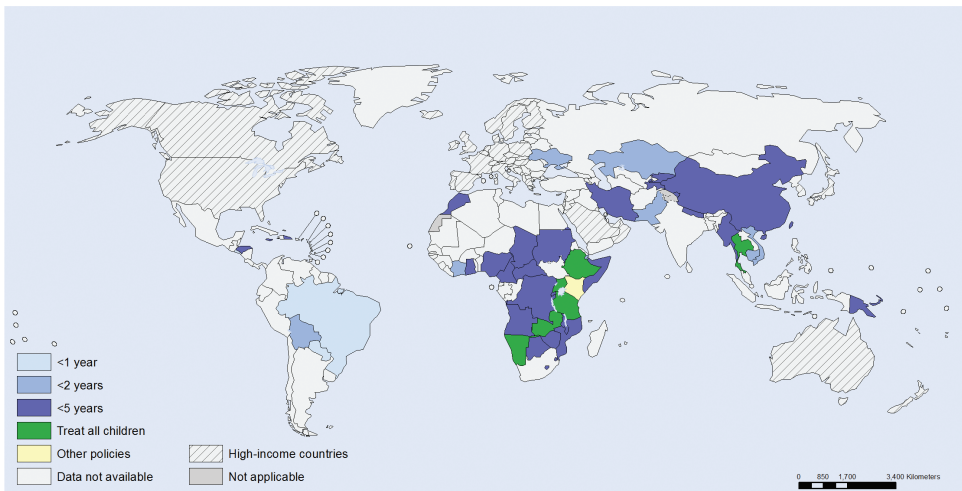 <1 year
<2 years
<5 years
Treat all children
Other policies
Data not available
High-income countries
Not applicable
0 850 1,700 3,400 Kilometers